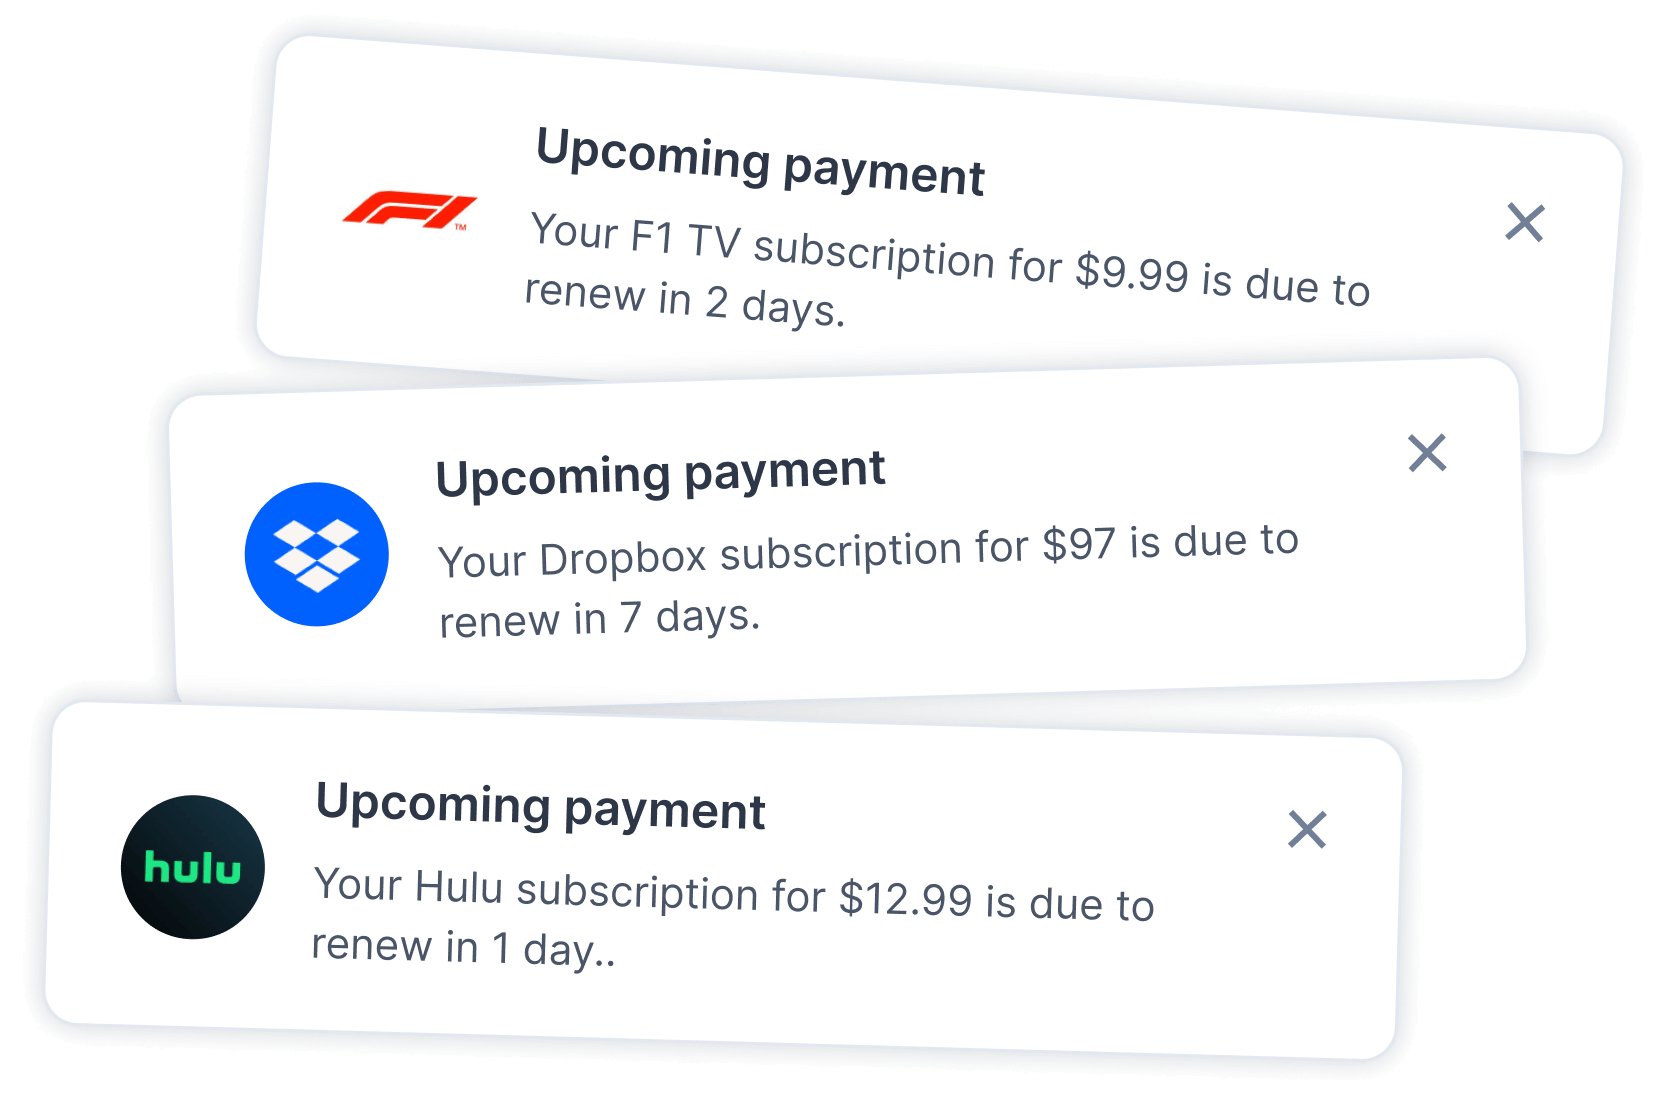 Upcoming payment
Your F1 TV subscription for $9.99 is due to
renew in 2 days.
TM
Upcoming payment
Your Dropbox subscription for $97 is due to
renew in 7 days.
Upcoming payment
hulu
Your Hulu subscription for $12.99 is due to
renew in 1 day..